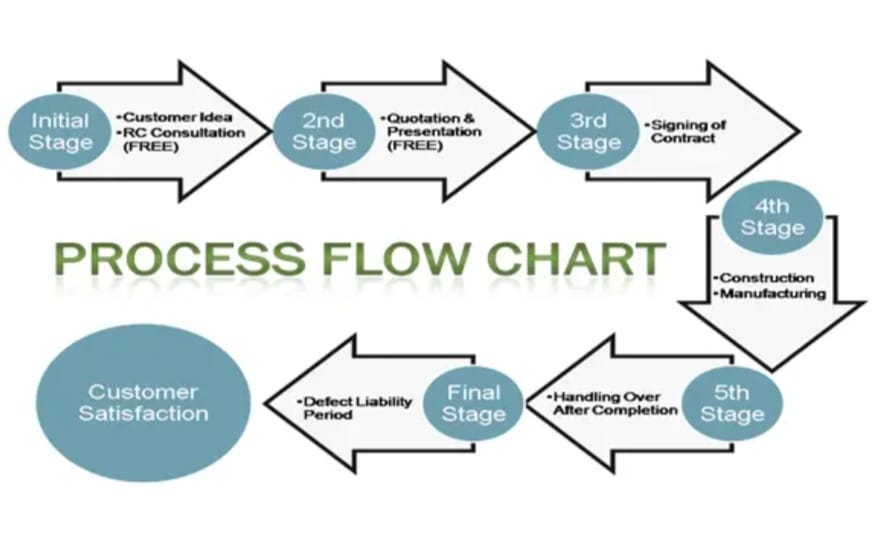 Initial
Stage
•Customer Idea
•RC Consultation
(FREE)
2nd
Stage
•Quotation &
Presentation
(FREE)
3rd
Stage
•Signing of
Contract
4th
Stage
•Construction
•Manufacturing
PROCESS FLOW CHART
5th
Stage
•Handling Over
After Completion
Final
Stage
•Defect Liability
Period
Customer
Satisfaction